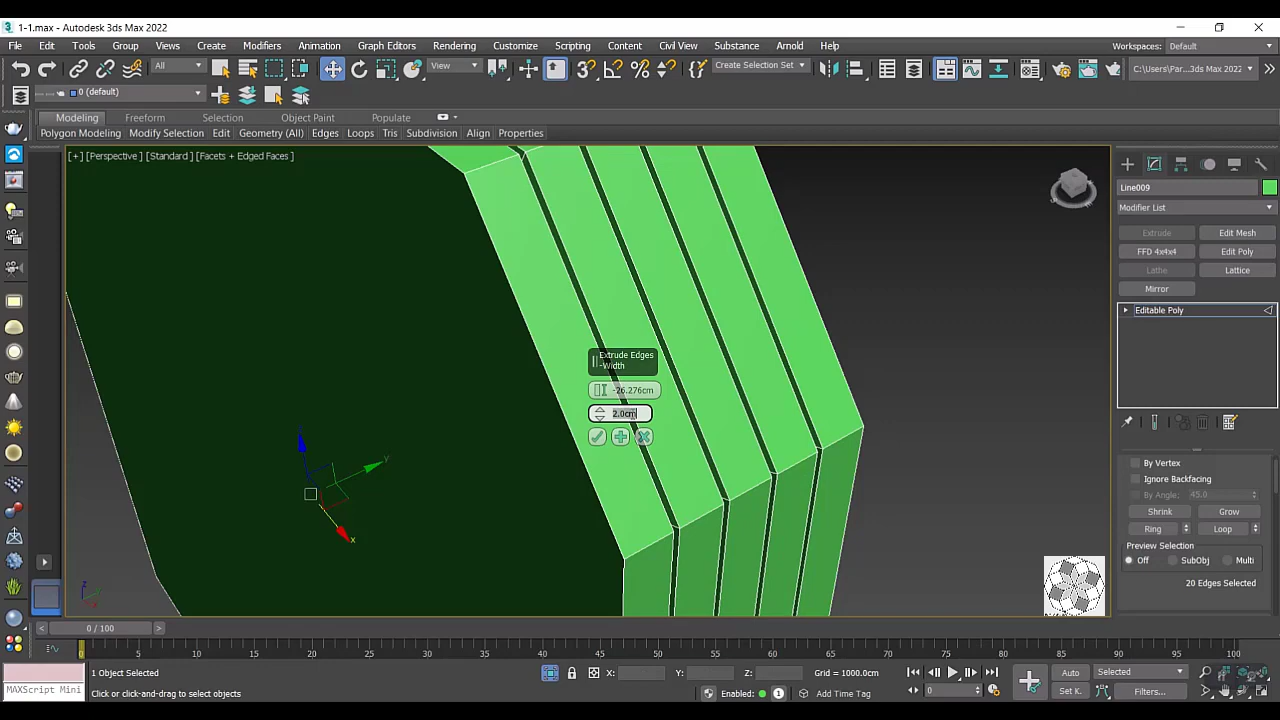 1-1.max - Autodesk 3ds Max 2022
File Edit Tools Group Views Create Modifiers Animation Graph Editors Rendering Customize Scripting Content Civil View Substance Arnold Help Workspaces: Default
All View Create Selection Set C:\Users\Par...3ds Max 2022
0 (default)
Modeling Freeform Selection Object Paint Populate
Polygon Modeling Modify Selection Edit Geometry (All) Edges Loops Tris Subdivision Align Properties
[+] [Perspective ] [Standard ] [Facets + Edged Faces ]
Line009
Modifier List
Extrude Edit Mesh
FFD 4x4x4 Edit Poly
Lathe Lattice
Mirror
Editable Poly
Extrude Edges
-Width
-26.276cm
2.0cm
Y
x
By Vertex
Ignore Backfacing
By Angle: 45.0
Shrink Grow
Ring Loop
Preview Selection
Off SubObj Multi
20 Edges Selected
z
0 / 100
0 5 10 15 20 25 30 35 40 45 50 55 60 65 70 75 80 85 90 95 100
1 Object Selected X: Y: Z: Grid = 1000.0cm Auto Selected
MAXScript Mini Click or click-and-drag to select objects Enabled: Add Time Tag 0 Set K. Filters...